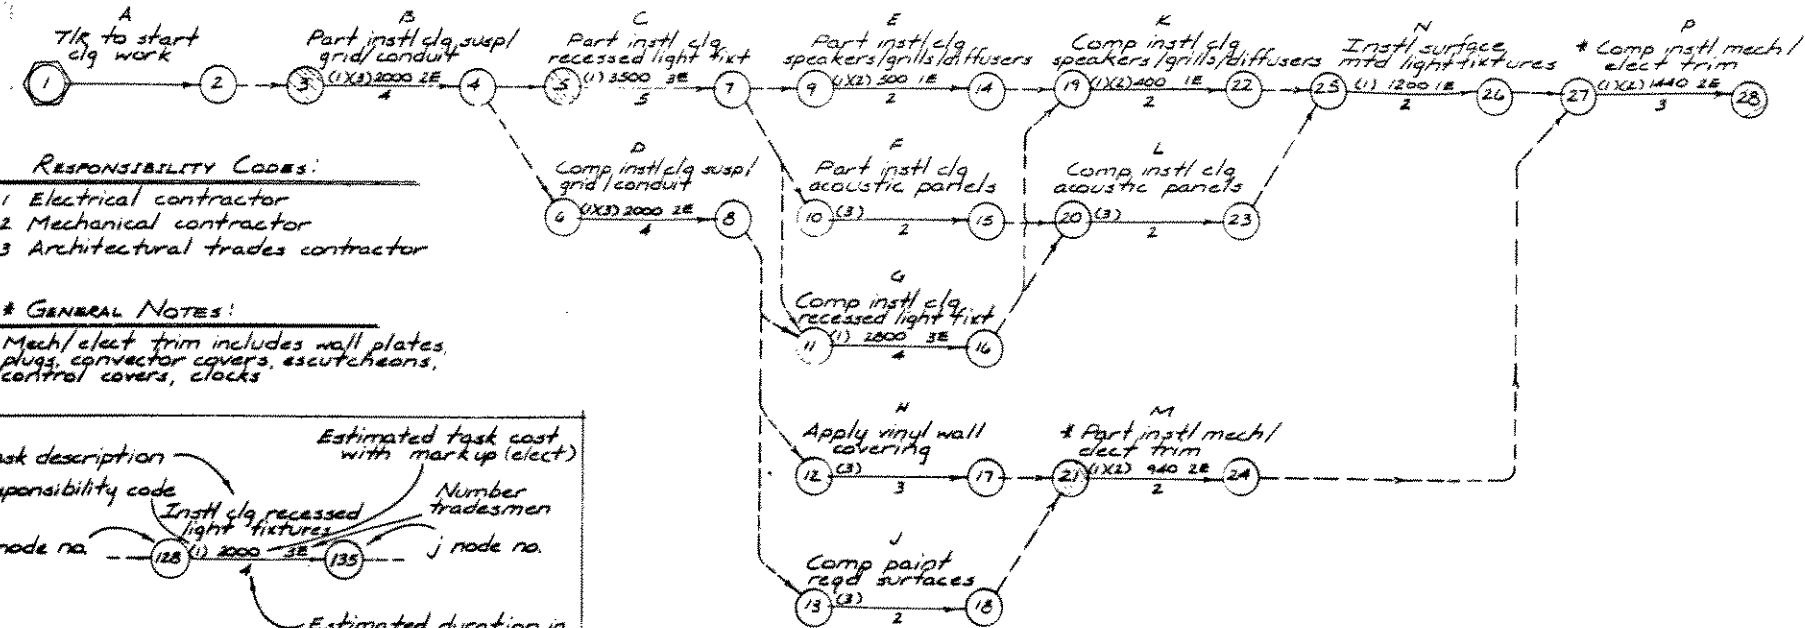 A
T/R to start
clg work
1
2
B
Part instl clg susp/
grid/conduit
3
(1)(3) 2000 2E
4
4
C
Part instl clg
recessed light fixt
5
(1) 3500 3E
5
7
E
Part instl clg
speakers/grills/diffusers
9
(1)(2) 500 1E
2
14
K
Comp instl clg
speakers/grills/diffusers
19
(1)(2) 400 1E
2
22
N
Instl surface
mtd light fixtures
25
(1) 1200 1E
2
26
P
* Comp instl mech/
elect trim
27
(1)(2) 1440 2E
3
28
D
Comp instl clg susp/
grid/conduit
6
(1)(3) 2000 2E
4
8
F
Part instl clg
acoustic panels
10
(3)
2
15
L
Comp instl clg
acoustic panels
20
(3)
2
23
G
Comp instl clg
recessed light fixt
11
(1) 2800 3E
4
16
H
Apply vinyl wall
covering
12
(3)
3
17
M
* Part instl mech/
elect trim
21
(1)(2) 940 2E
2
24
J
Comp paint
reqd surfaces
13
(3)
2
18
RESPONSIBILITY CODES:
1 Electrical contractor
2 Mechanical contractor
3 Architectural trades contractor
* GENERAL NOTES:
Mech/elect trim includes wall plates,
plugs, convector covers, escutcheons,
control covers, clocks
ask description
Estimated task cost
with markup (elect)
ponsibility code
Number
tradesmen
Instl clg recessed
light fixtures
node no.
128
(1) 2000 3E
4
135
j node no.
Estimated duration in